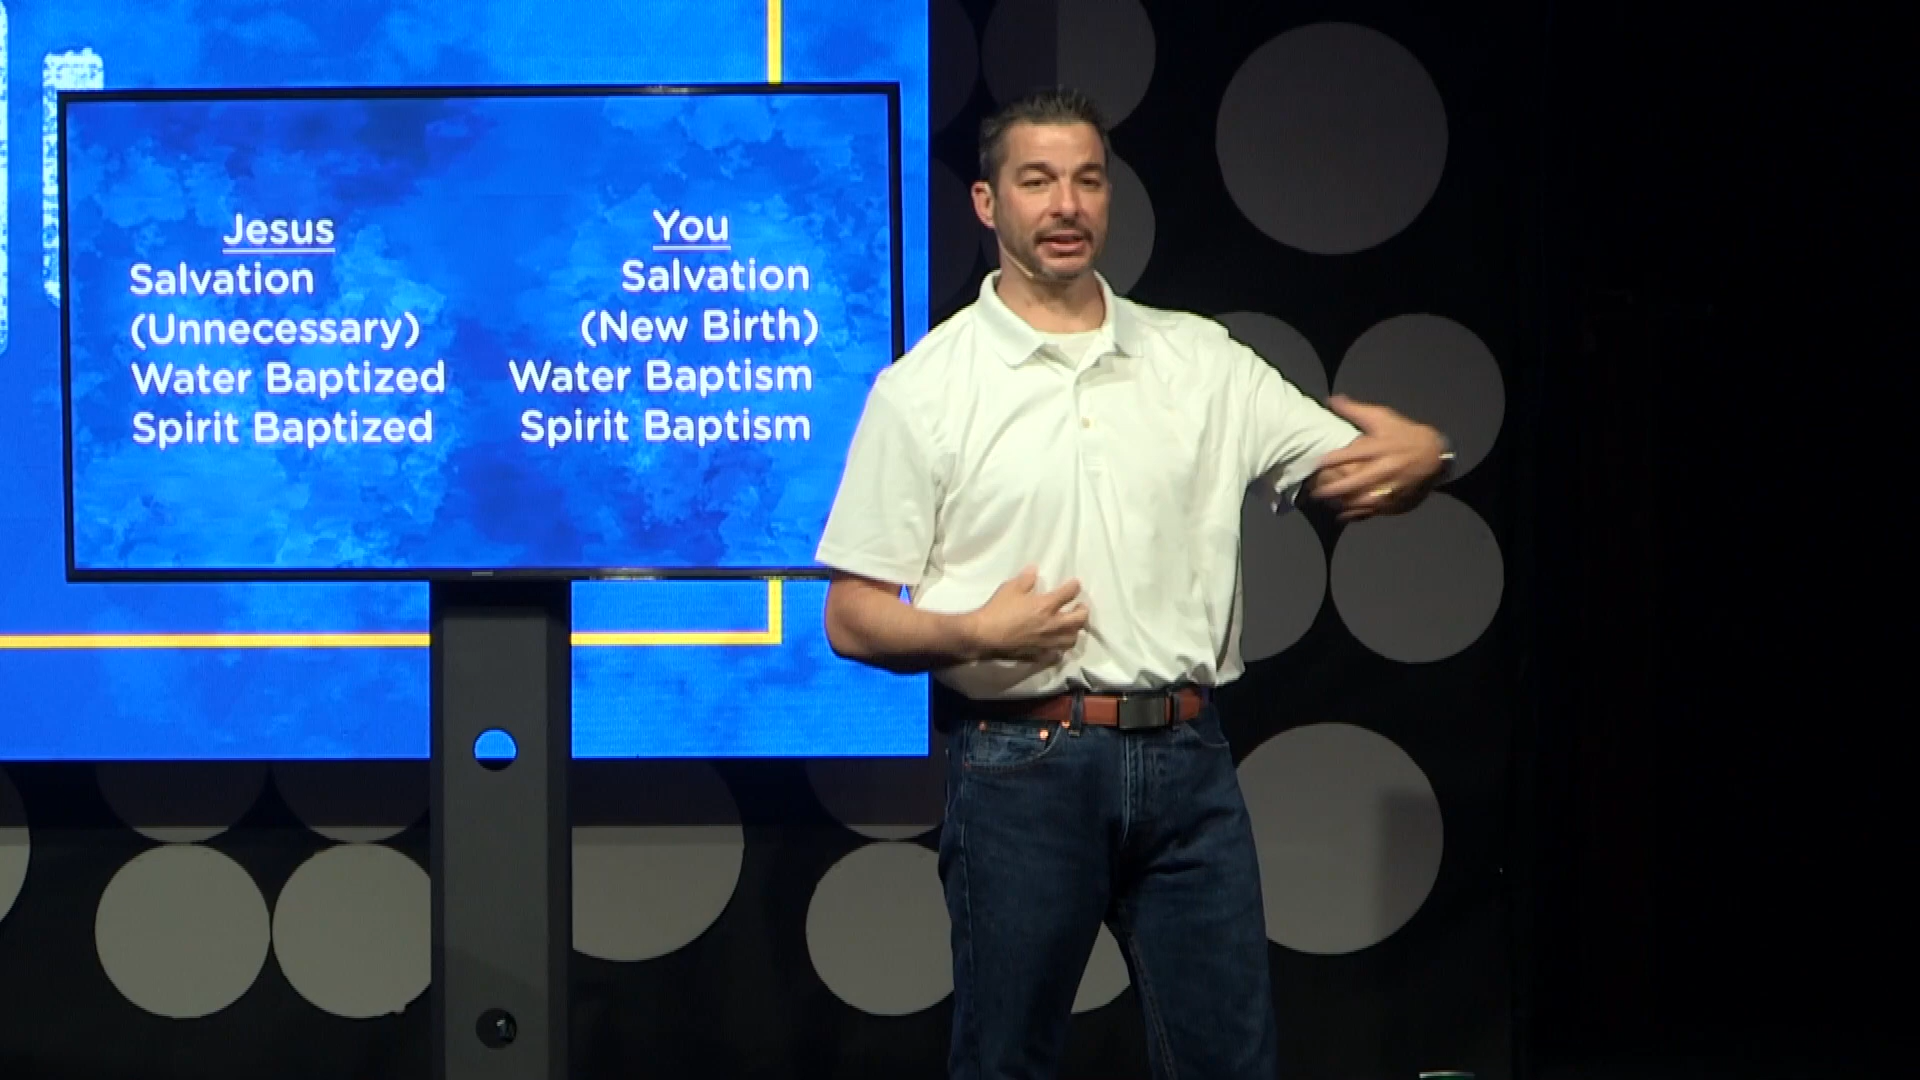 Jesus
Salvation
(Unnecessary)
Water Baptized
Spirit Baptized
You
Salvation
(New Birth)
Water Baptism
Spirit Baptism